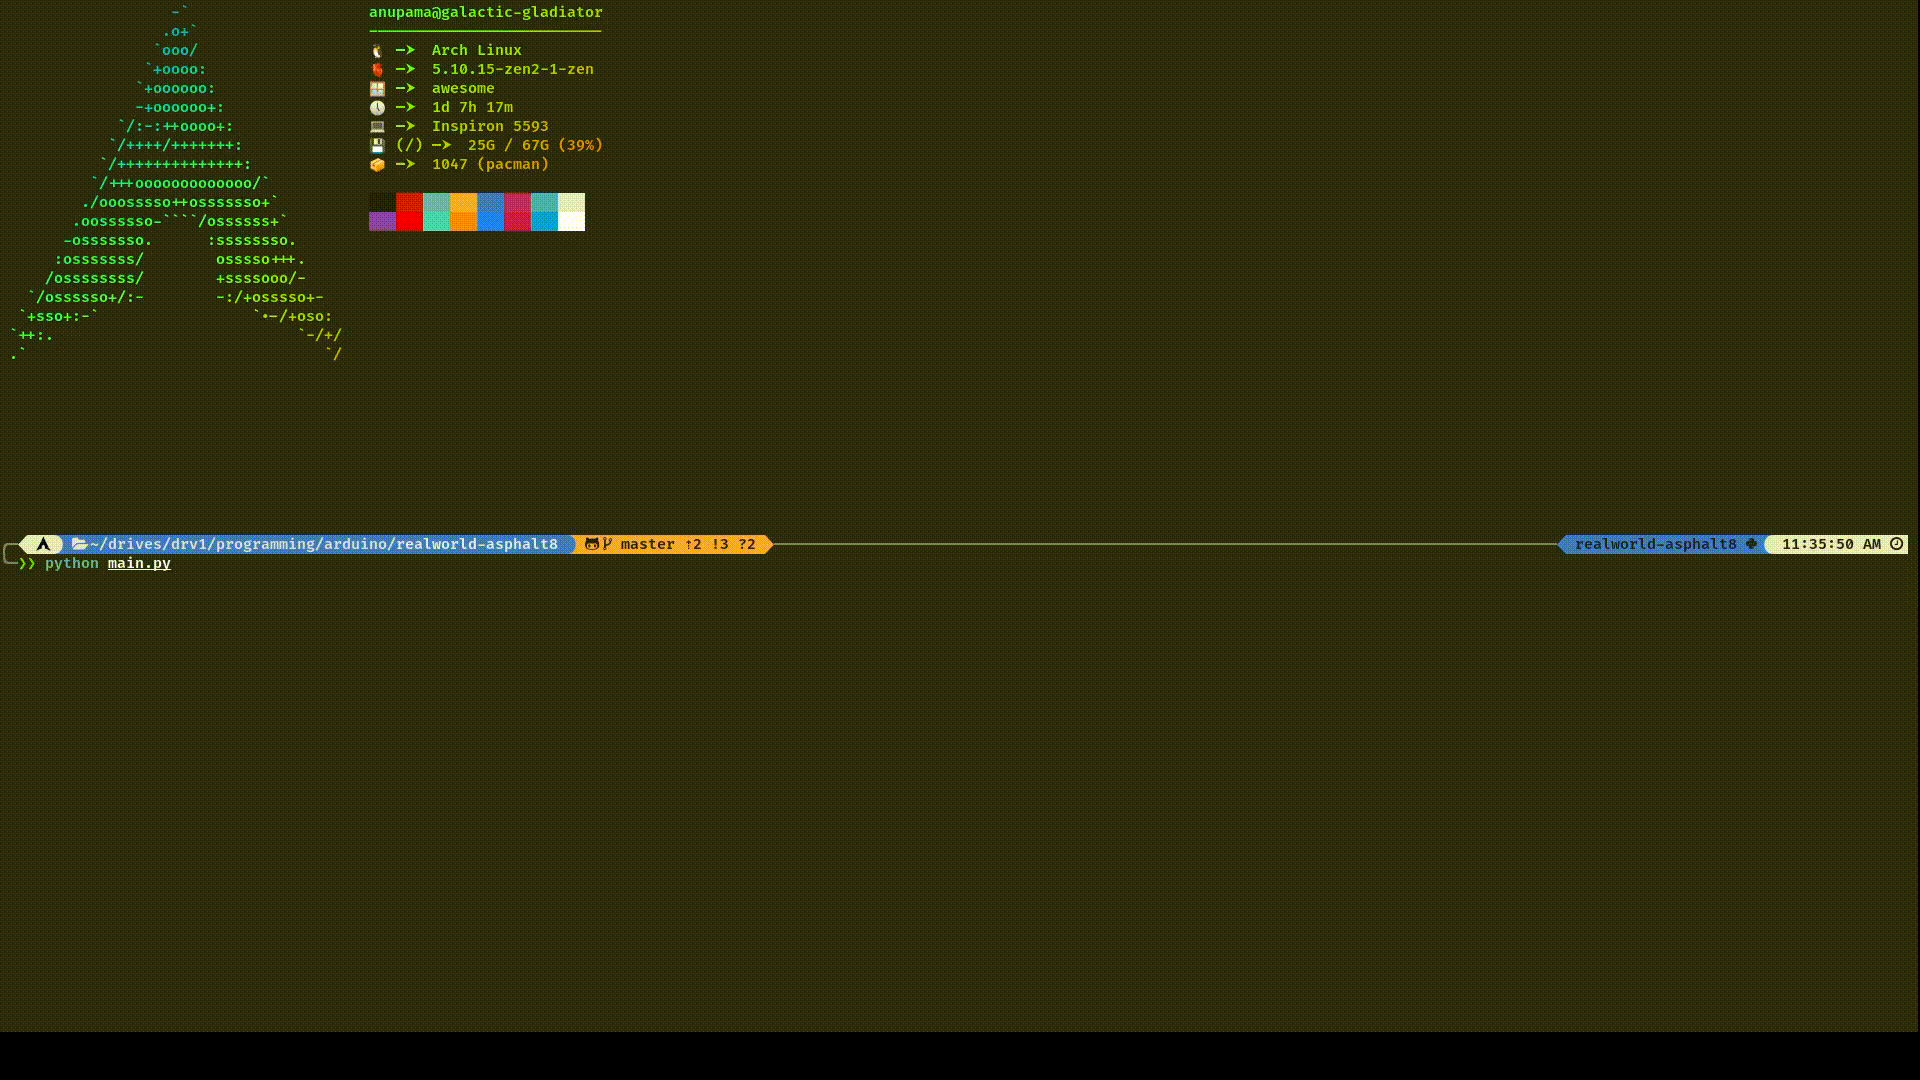 -`
                 .o+`
                `ooo/
               `+oooo:
              `+oooooo:
              -+oooooo+:
            `/:-:++oooo+:
           `/++++/+++++++:
          `/++++++++++++++:
         `/+++ooooooooooooo/`
        ./ooosssso++osssssso+`
       .oossssso-````/ossssss+`
      -osssssso.      :ssssssso.
     :osssssss/        osssso+++.
    /ossssssss/        +ssssooo/-
  `/ossssso+/:-        -:/+osssso+-
 `+sso+:-`                 `.-/+oso:
`++:.                           `-/+/
.`                                 `/
anupama@galactic-gladiator
--------------------------
🐧 —➤ Arch Linux
🫀 —➤ 5.10.15-zen2-1-zen
🪟 —➤ awesome
🕔 —➤ 1d 7h 17m
💻 —➤ Inspiron 5593
💾 (/) —➤ 25G / 67G (39%)
📦 —➤ 1047 (pacman)
~/drives/drv1/programming/arduino/realworld-asphalt8 master ↑2 !3 ?2 realworld-asphalt8 11:35:50 AM
❯❯ python main.py